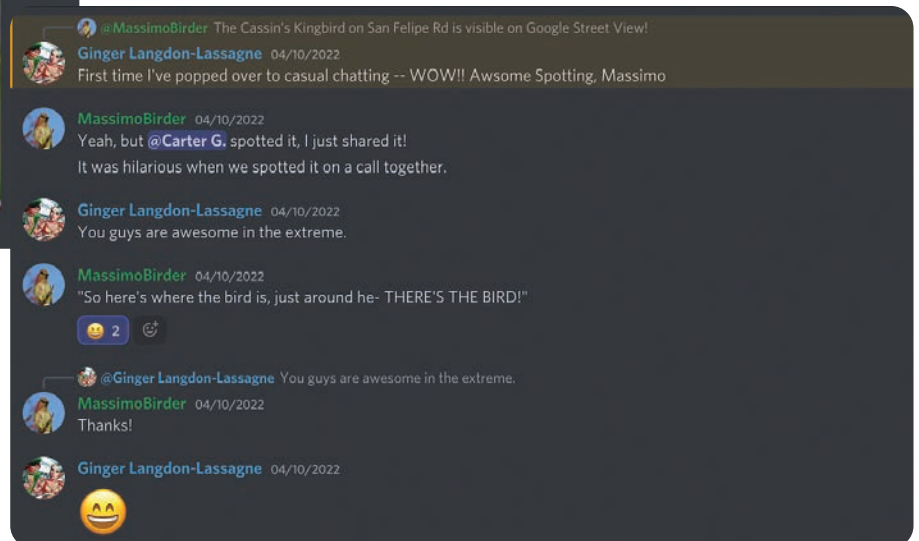 @MassimoBirder The Cassin's Kingbird on San Felipe Rd is visible on Google Street View!
Ginger Langdon-Lassagne 04/10/2022
First time I've popped over to casual chatting -- WOW!! Awsome Spotting, Massimo
MassimoBirder 04/10/2022
Yeah, but @Carter G. spotted it, I just shared it!
It was hilarious when we spotted it on a call together.
Ginger Langdon-Lassagne 04/10/2022
You guys are awesome in the extreme.
MassimoBirder 04/10/2022
"So here's where the bird is, just around he- THERE'S THE BIRD!"
2
@Ginger Langdon-Lassagne You guys are awesome in the extreme.
MassimoBirder 04/10/2022
Thanks!
Ginger Langdon-Lassagne 04/10/2022